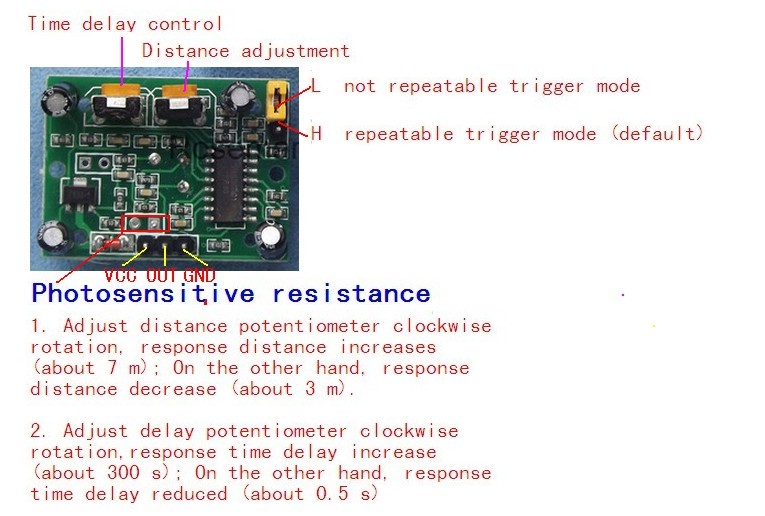 Time delay control
Distance adjustment
L not repeatable trigger mode
H repeatable trigger mode (default)
VCC OUT GND
Photosensitive resistance
1. Adjust distance potentiometer clockwise
rotation, response distance increases
(about 7 m); On the other hand, response
distance decrease (about 3 m).
2. Adjust delay potentiometer clockwise
rotation, response time delay increase
(about 300 s); On the other hand, response
time delay reduced (about 0.5 s)